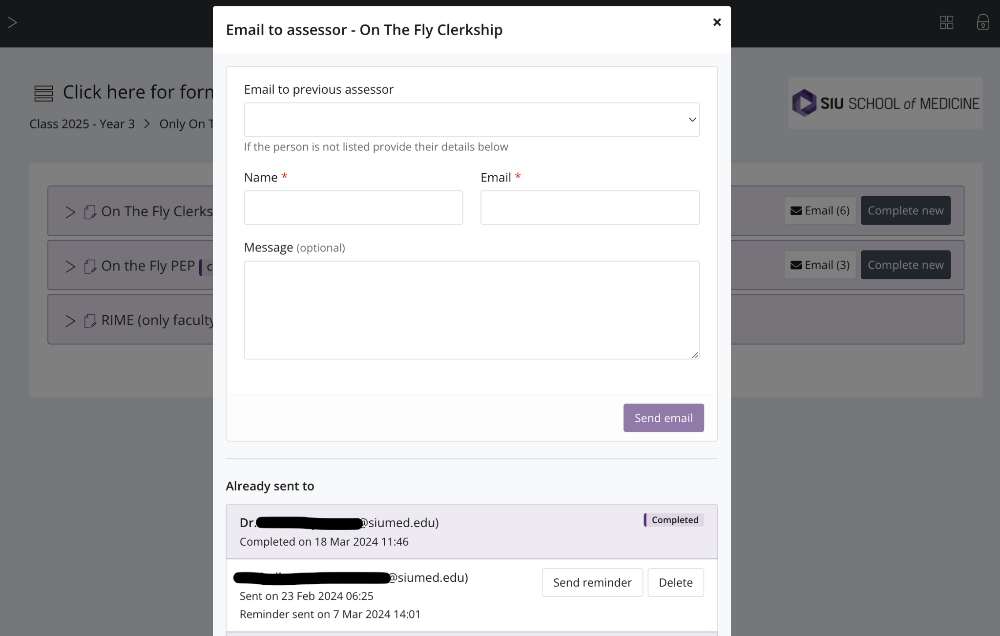 Email to assessor - On The Fly Clerkship
Click here for
Class 2025 - Year 3 > Only On
SIU SCHOOL of MEDICINE
Email to previous assessor
If the person is not listed provide their details below
Name *
Email *
Message (optional)
Send email
On The Fly
Email (6)
Complete new
On the Fly PEP
Email (3)
Complete new
RIME (only faculty
Already sent to
Dr. @siumed.edu)
Completed
Completed on 18 Mar 2024 11:46
@siumed.edu)
Send reminder
Delete
Sent on 23 Feb 2024 06:25
Reminder sent on 7 Mar 2024 14:01